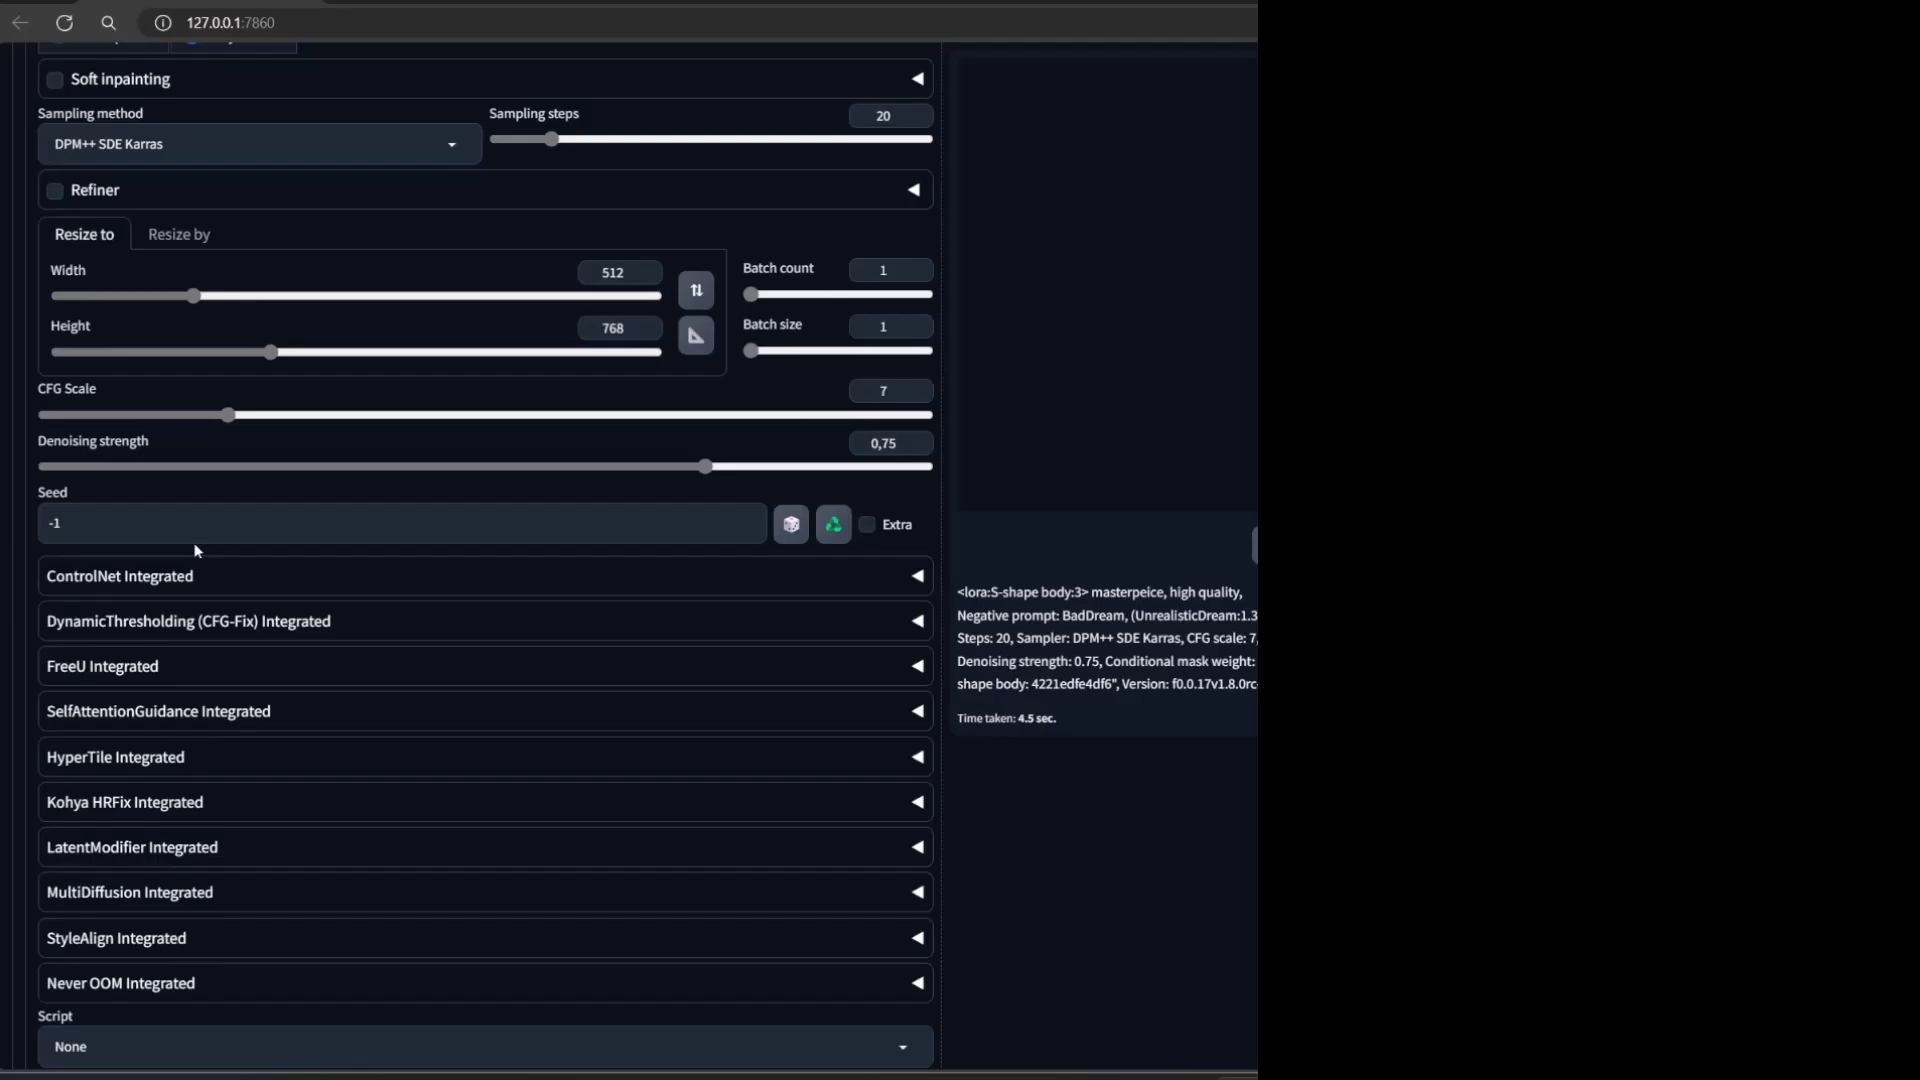 127.0.0.1:7860
Soft inpainting
Sampling method
DPM++ SDE Karras
Sampling steps
20
Refiner
Resize to
Resize by
Width
512
Height
768
Batch count
1
Batch size
1
CFG Scale
7
Denoising strength
0,75
Seed
-1
Extra
ControlNet Integrated
DynamicThresholding (CFG-Fix) Integrated
FreeU Integrated
SelfAttentionGuidance Integrated
HyperTile Integrated
Kohya HRFix Integrated
LatentModifier Integrated
MultiDiffusion Integrated
StyleAlign Integrated
Never OOM Integrated
Script
None
<lora:S-shape body:3> masterpeice, high quality,
Negative prompt: BadDream, (UnrealisticDream:1.3
Steps: 20, Sampler: DPM++ SDE Karras, CFG scale: 7,
Denoising strength: 0.75, Conditional mask weight:
shape body: 4221edfe4df6", Version: f0.0.17v1.8.0rc-
Time taken: 4.5 sec.